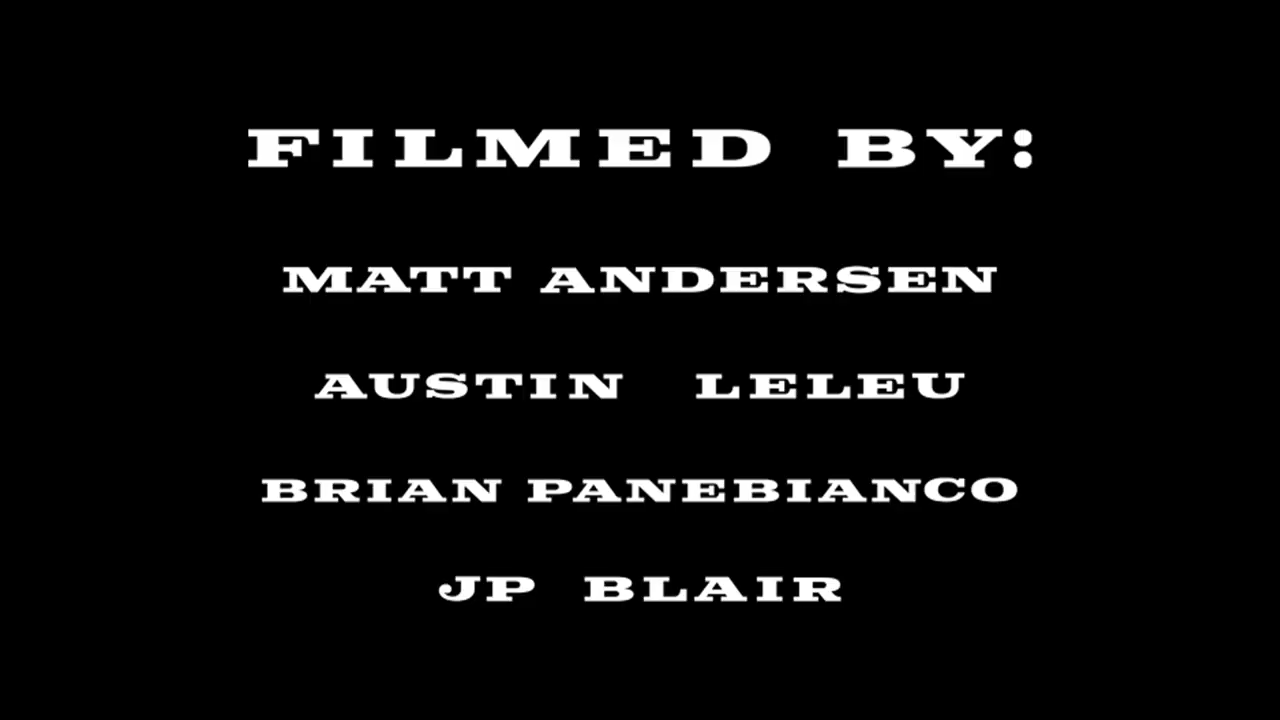 FILMED BY:
MATT ANDERSEN
AUSTIN LELEU
BRIAN PANEBIANCO
JP BLAIR